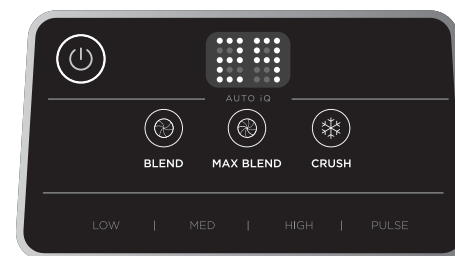 AUTO iQ
BLEND MAX BLEND CRUSH
LOW | MED | HIGH | PULSE